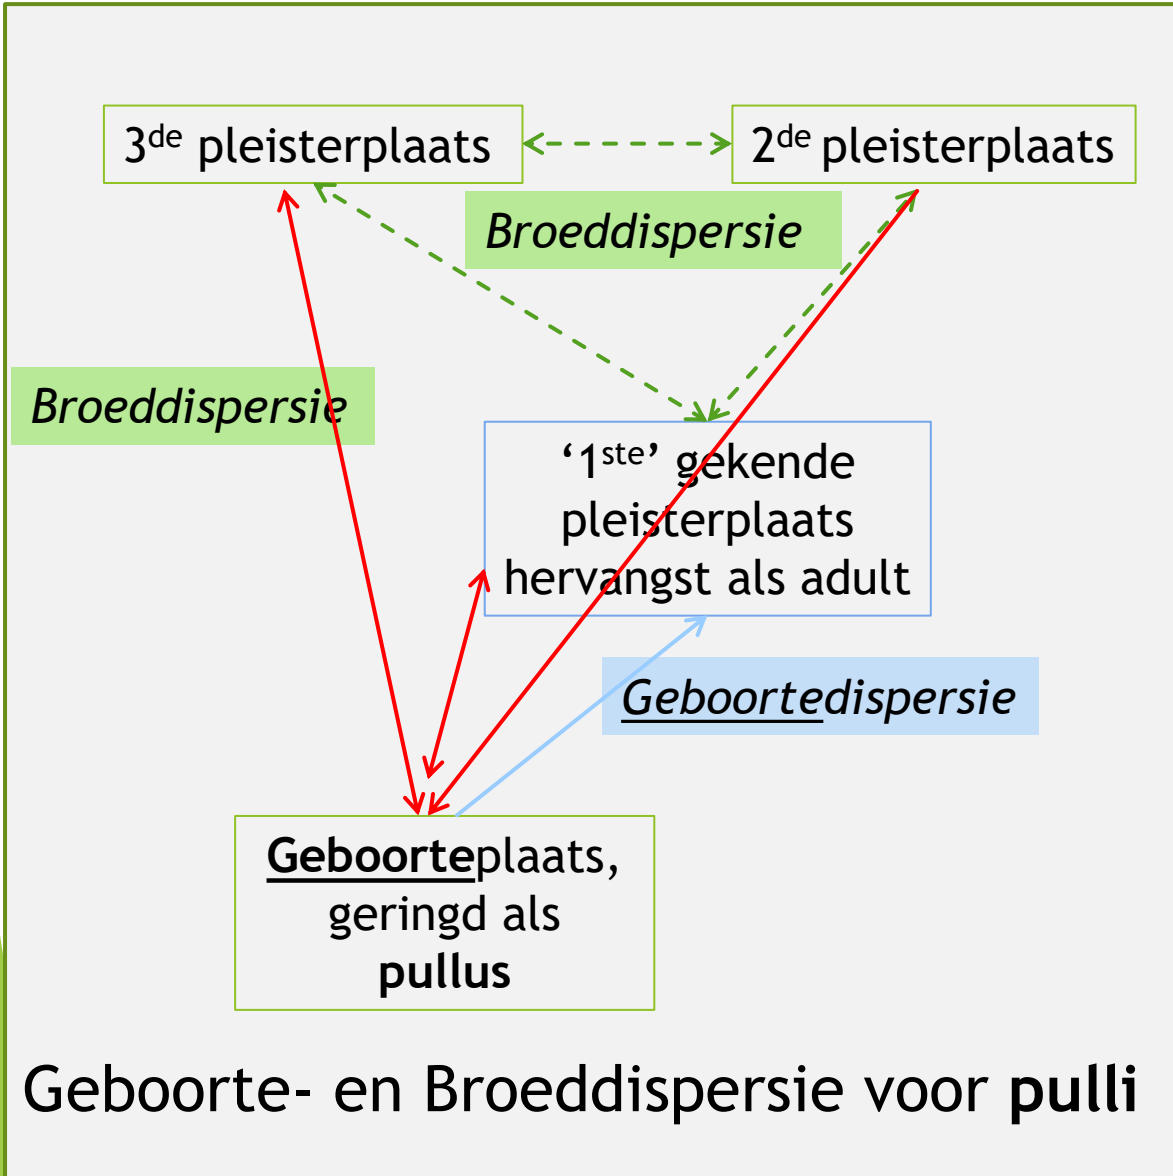 3de pleisterplaats
2de pleisterplaats
Broeddispersie
Broeddispersie
‘1ste’ gekende
pleisterplaats
hervangst als adult
Geboortedispersie
Geboorteplaats,
geringd als
pullus
Geboorte- en Broeddispersie voor pulli